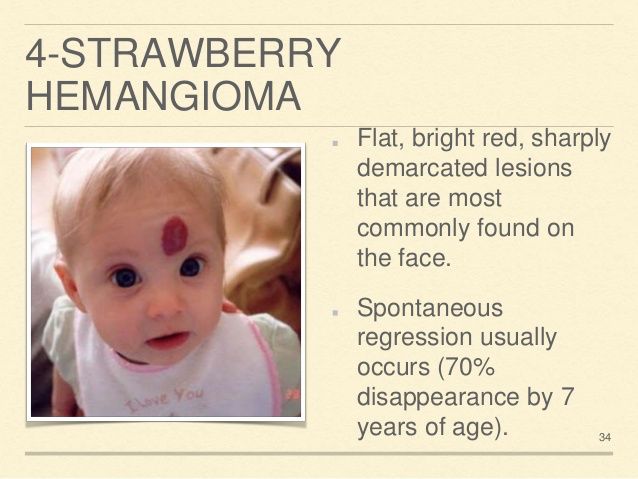 4-STRAWBERRY
HEMANGIOMA
Flat, bright red, sharply
demarcated lesions
that are most
commonly found on
the face.
Spontaneous
regression usually
occurs (70%
disappearance by 7
years of age).
I Love You
34